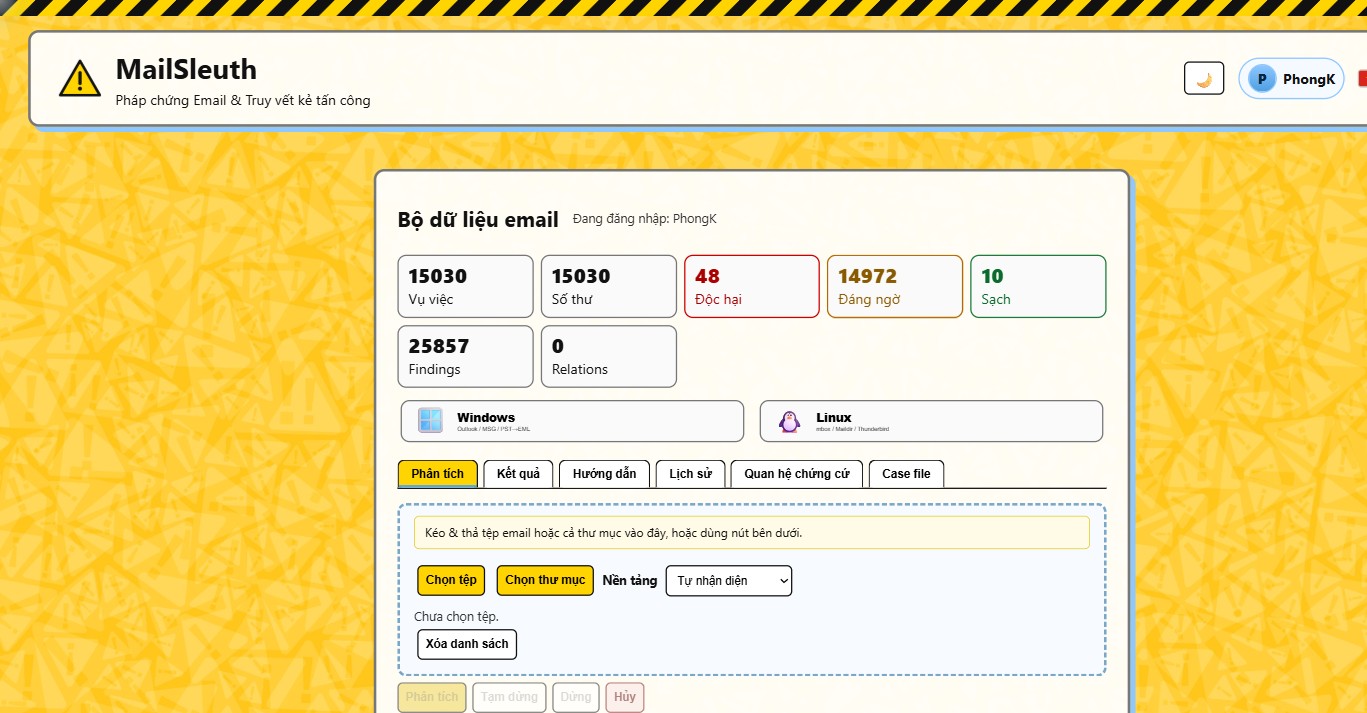 MailSleuth
Pháp chứng Email & Truy vết kẻ tấn công
🌙
P PhongK
Bộ dữ liệu email Đang đăng nhập: PhongK
15030 15030 48 14972 10
Vụ việc Số thư Độc hại Đáng ngờ Sạch
25857 0
Findings Relations
Windows Linux
Outlook / MSG / PST→EML mbox / Maildir / Thunderbird
Phân tích Kết quả Hướng dẫn Lịch sử Quan hệ chứng cứ Case file
Kéo & thả tệp email hoặc cả thư mục vào đây, hoặc dùng nút bên dưới.
Chọn tệp Chọn thư mục Nền tảng Tự nhận diện
Chưa chọn tệp.
Xóa danh sách
Phân tích Tạm dừng Dừng Hủy